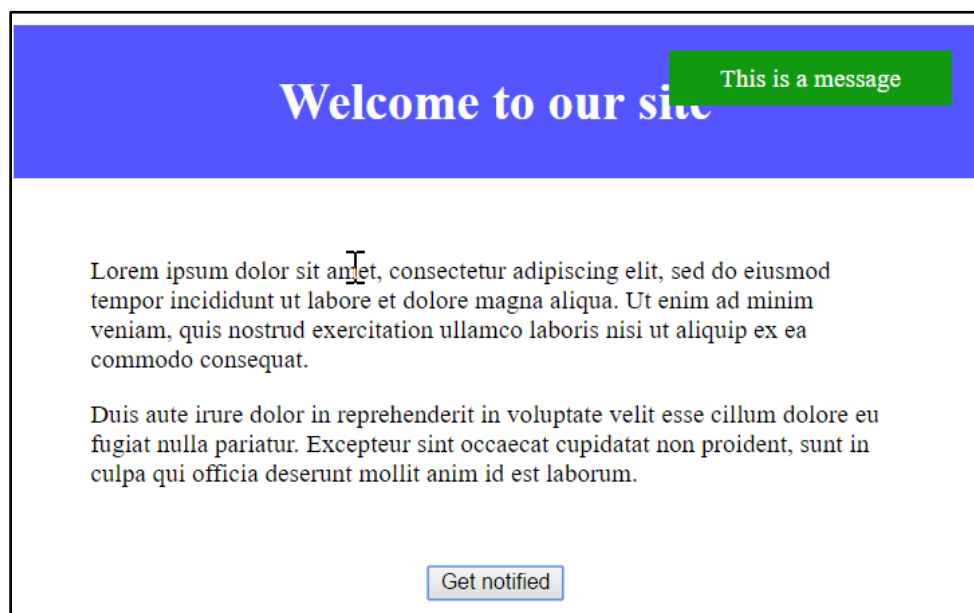 This is a message
Welcome to our site
Lorem ipsum dolor sit amet, consectetur adipiscing elit, sed do eiusmod
tempor incididunt ut labore et dolore magna aliqua. Ut enim ad minim
veniam, quis nostrud exercitation ullamco laboris nisi ut aliquip ex ea
commodo consequat.
Duis aute irure dolor in reprehenderit in voluptate velit esse cillum dolore eu
fugiat nulla pariatur. Excepteur sint occaecat cupidatat non proident, sunt in
culpa qui officia deserunt mollit anim id est laborum.
Get notified